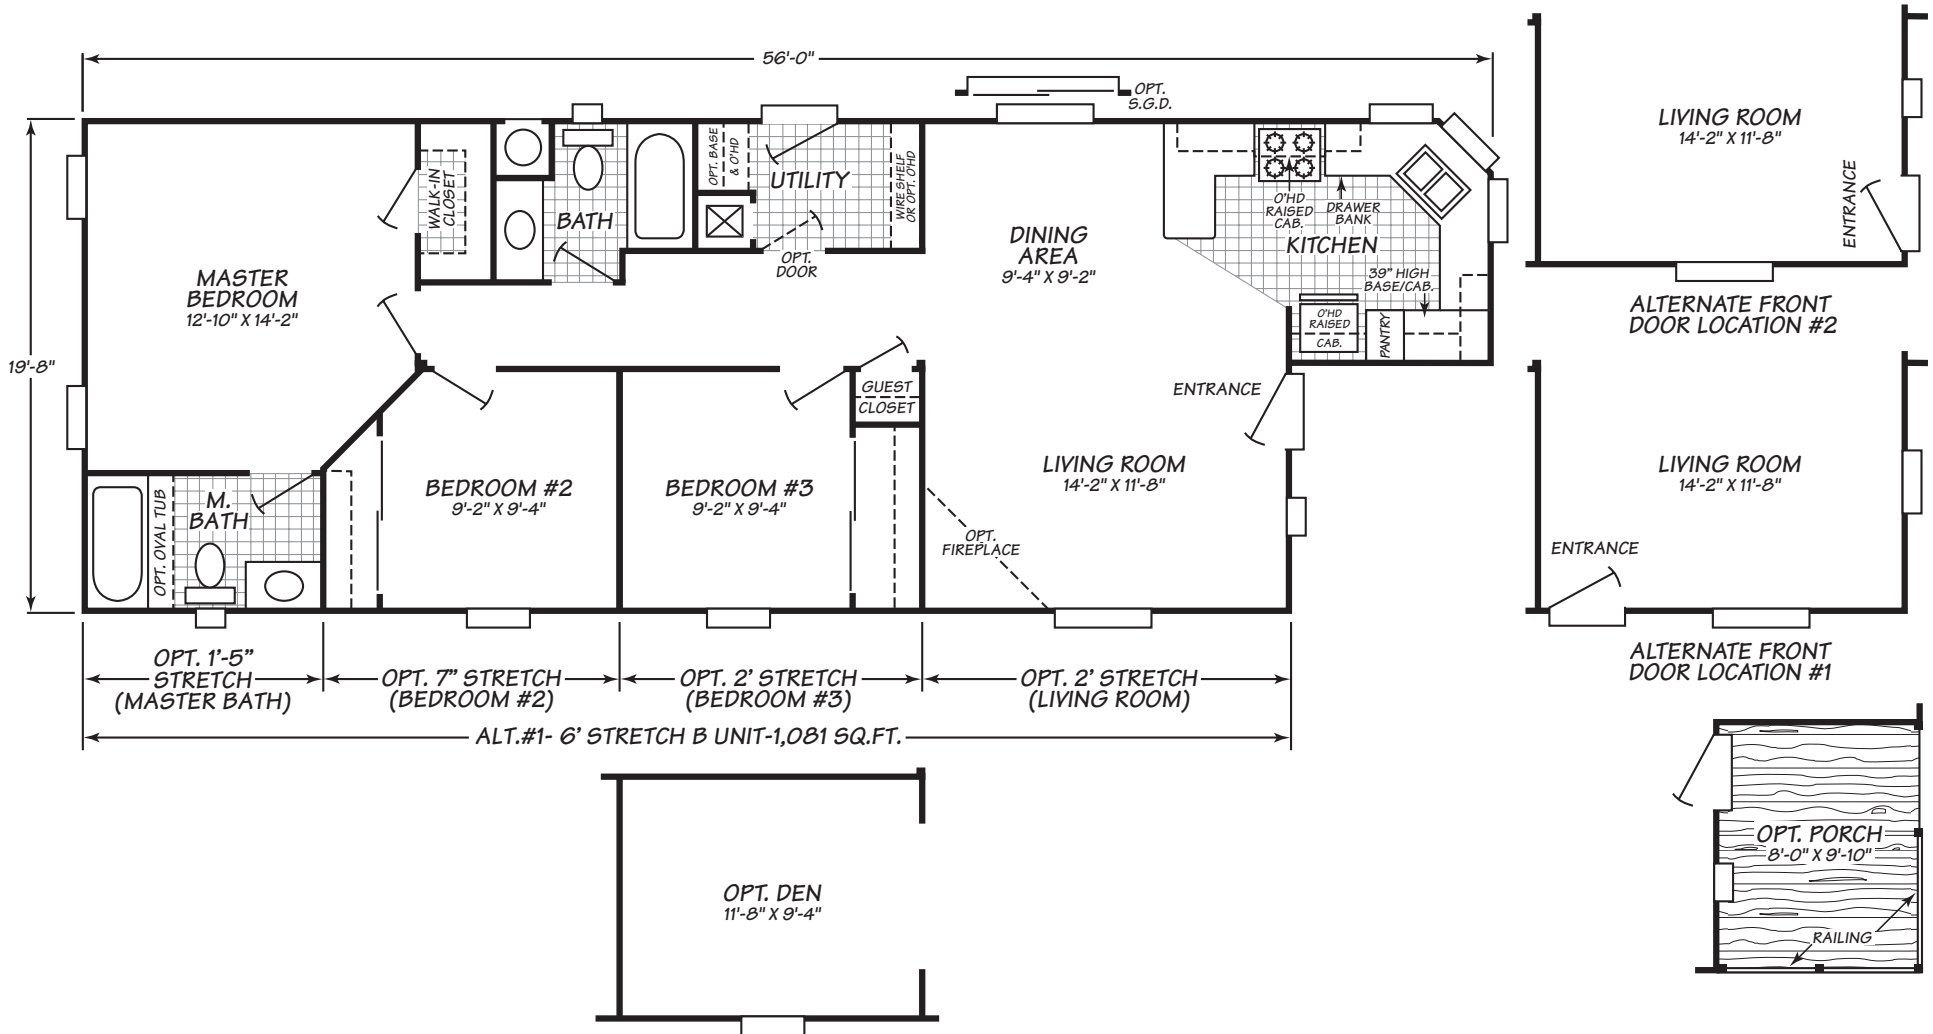 56'-0"
OPT.
S.G.D.
19'-8"
MASTER
BEDROOM
12'-10" X 14'-2"
WALK-IN
CLOSET
BATH
OPT. BASE
& O'HD
UTILITY
WIRE SHELF
OR OPT. O'HD
OPT.
DOOR
DINING
AREA
9'-4" X 9'-2"
O'HD
RAISED
CAB.
DRAWER
BANK
KITCHEN
39" HIGH
BASE/CAB.
O'HD
RAISED
CAB.
PANTRY
GUEST
CLOSET
ENTRANCE
M.
BATH
OPT. OVAL TUB
BEDROOM #2
9'-2" X 9'-4"
BEDROOM #3
9'-2" X 9'-4"
LIVING ROOM
14'-2" X 11'-8"
OPT.
FIREPLACE
OPT. 1'-5"
STRETCH
(MASTER BATH)
OPT. 7" STRETCH
(BEDROOM #2)
OPT. 2' STRETCH
(BEDROOM #3)
OPT. 2' STRETCH
(LIVING ROOM)
ALT.#1- 6' STRETCH B UNIT-1,081 SQ.FT.
OPT. DEN
11'-8" X 9'-4"
LIVING ROOM
14'-2" X 11'-8"
ENTRANCE
ALTERNATE FRONT
DOOR LOCATION #2
LIVING ROOM
14'-2" X 11'-8"
ENTRANCE
ALTERNATE FRONT
DOOR LOCATION #1
OPT. PORCH
8'-0" X 9'-10"
RAILING